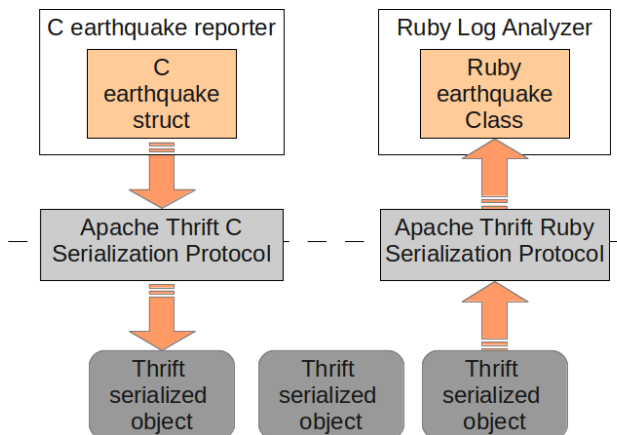 C earthquake reporter
C
earthquake
struct
Ruby Log Analyzer
Ruby
earthquake
Class
Apache Thrift C
Serialization Protocol
Apache Thrift Ruby
Serialization Protocol
Thrift
serialized
object
Thrift
serialized
object
Thrift
serialized
object